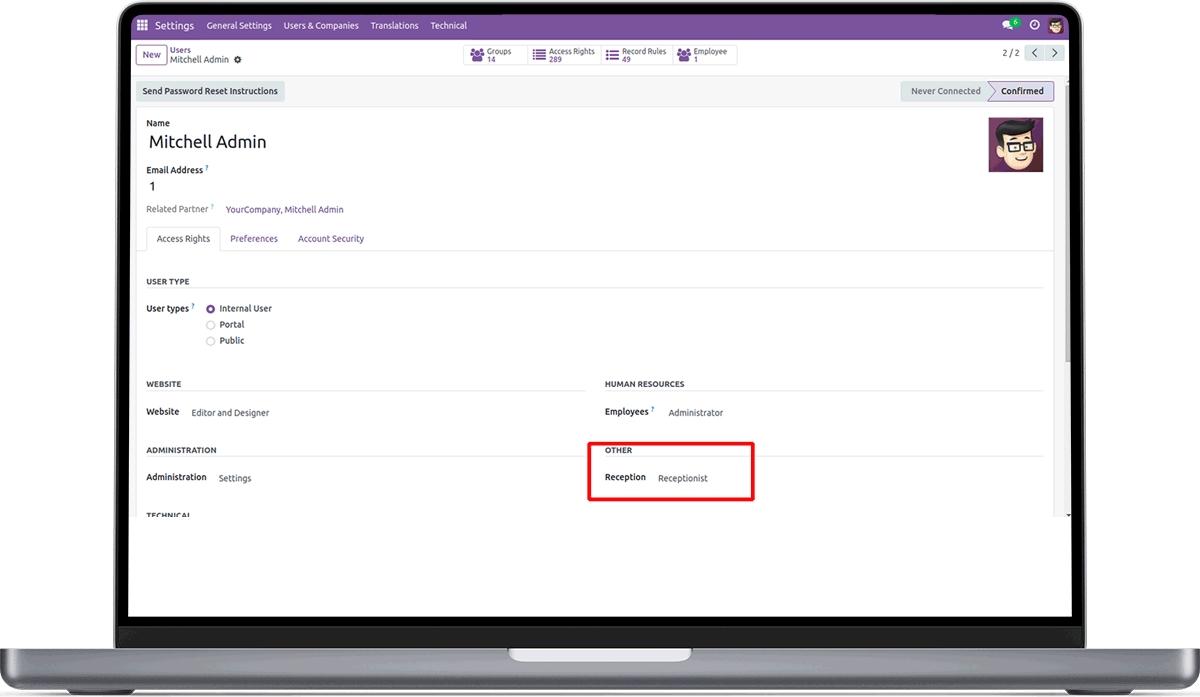 Settings General Settings Users & Companies Translations Technical 6
New Users Groups 14 Access Rights 289 Record Rules 49 Employee 1 2 / 2
Mitchell Admin
Send Password Reset Instructions Never Connected Confirmed
Name
Mitchell Admin
Email Address ?
1
Related Partner ? YourCompany, Mitchell Admin
Access Rights Preferences Account Security
USER TYPE
User types ? Internal User
Portal
Public
WEBSITE HUMAN RESOURCES
Website Editor and Designer Employees ? Administrator
ADMINISTRATION OTHER
Administration Settings Reception Receptionist
TECHNICAL